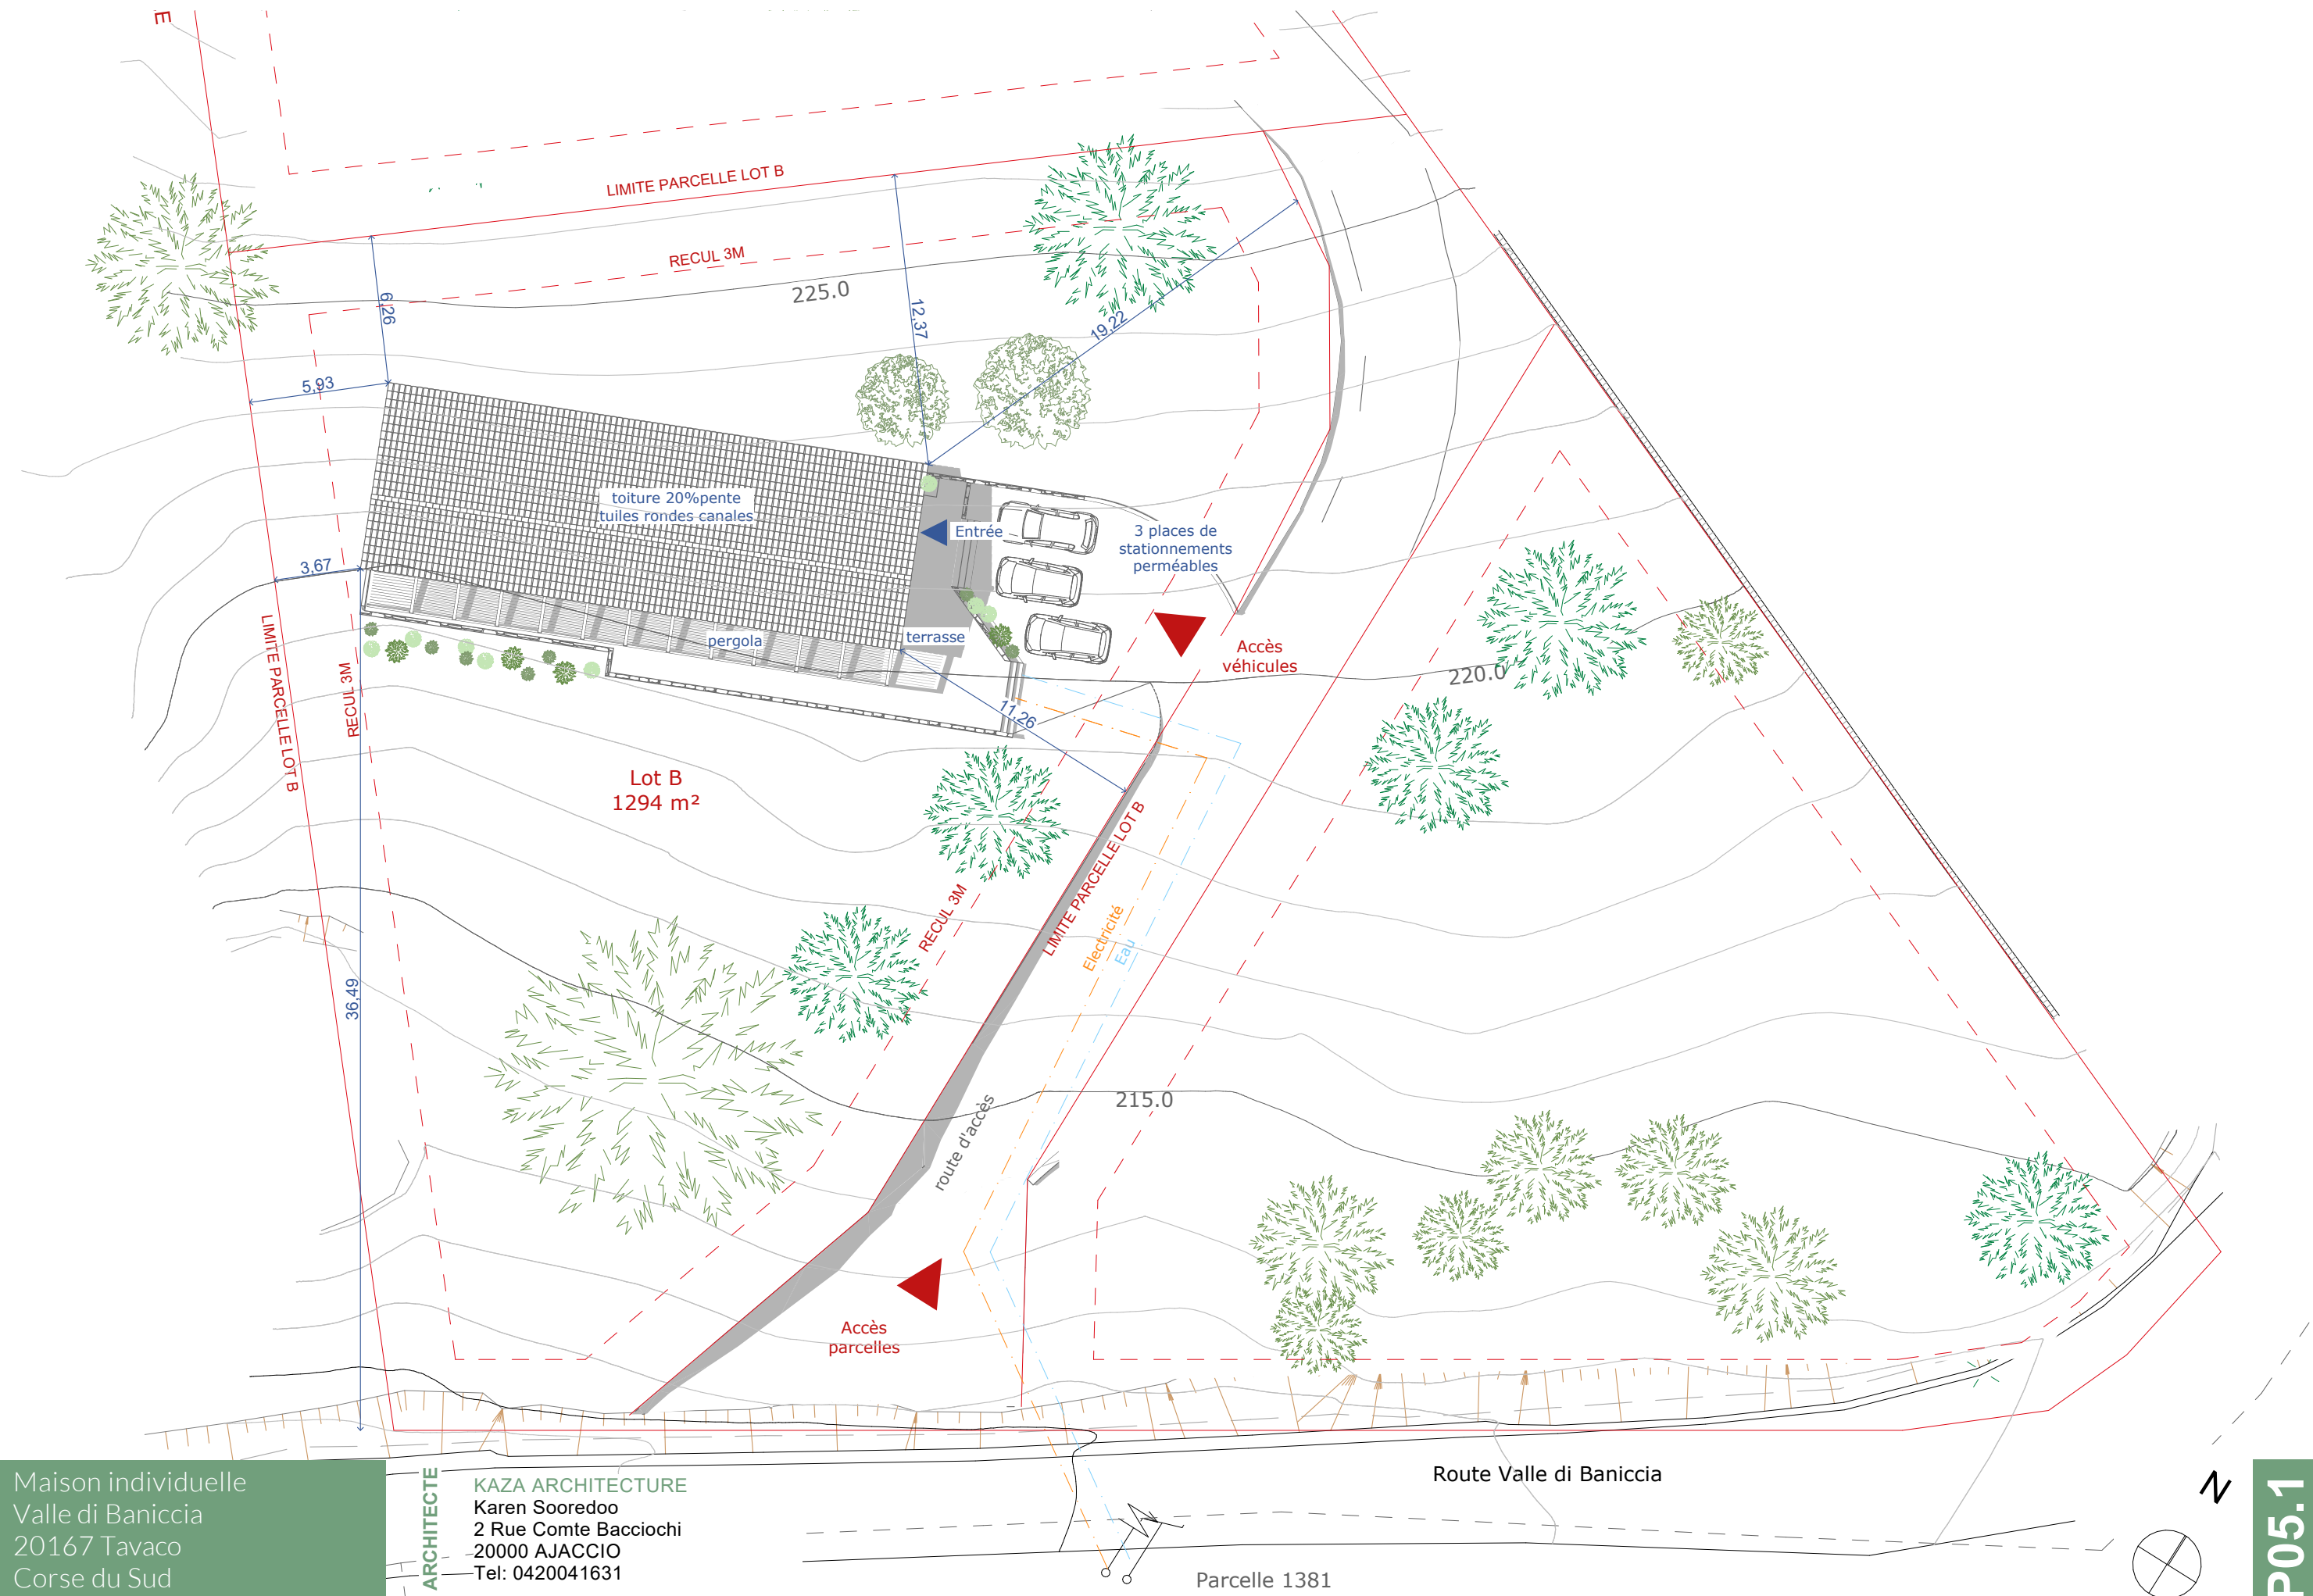 E
LIMITE PARCELLE LOT B
RECUL 3M
225.0
6,26
12,37
19,22
5,93
toiture 20%pente
tuiles rondes canales
Entrée
3 places de
stationnements
perméables
3,67
pergola
terrasse
Accès
véhicules
220.0
LIMITE PARCELLE LOT B
RECUL 3M
11,26
Lot B
1294 m²
LIMITE PARCELLE LOT B
RECUL 3M
Electricité
Eau
36,49
215.0
route d'accès
Accès
parcelles
Route Valle di Baniccia
Parcelle 1381
N
P05.1
Maison individuelle
Valle di Baniccia
20167 Tavaco
Corse du Sud
ARCHITECTE
KAZA ARCHITECTURE
Karen Sooredoo
2 Rue Comte Bacciochi
20000 AJACCIO
Tel: 0420041631